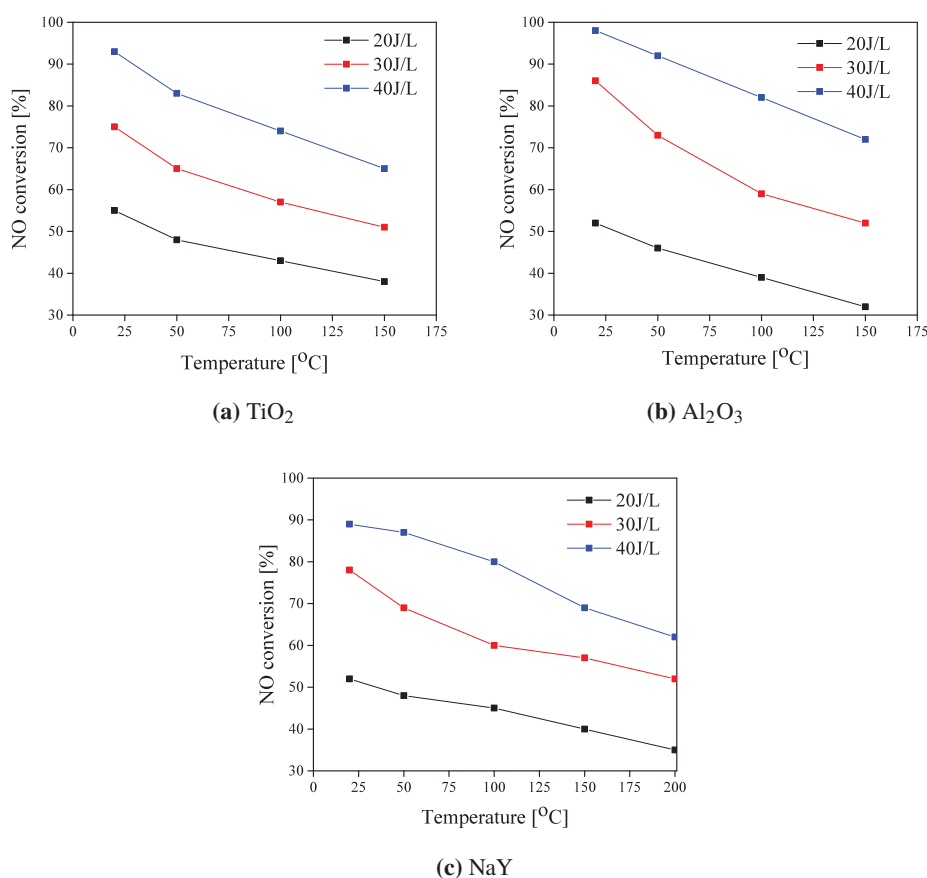 100
90
80
70
60
50
40
30
NO conversion [%]
20J/L
30J/L
40J/L
0 25 50 75 100 125 150 175
Temperature [°C]
(a) TiO₂
100
90
80
70
60
50
40
30
NO conversion [%]
20J/L
30J/L
40J/L
0 25 50 75 100 125 150 175
Temperature [°C]
(b) Al₂O₃
100
90
80
70
60
50
40
30
NO conversion [%]
20J/L
30J/L
40J/L
0 25 50 75 100 125 150 175 200
Temperature [°C]
(c) NaY